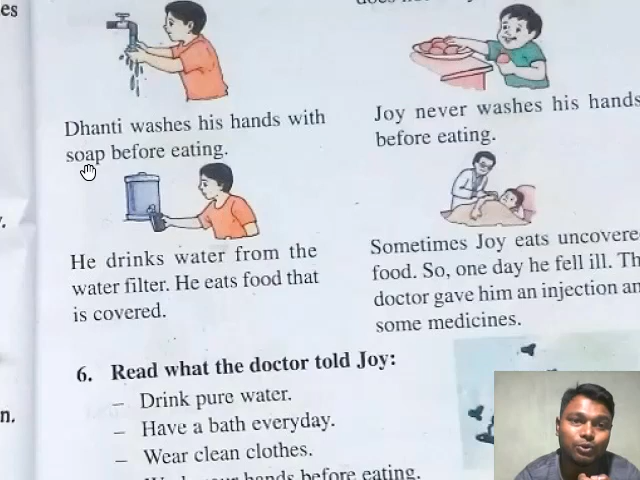 es
Dhanti washes his hands with
soap before eating.
Joy never washes his hands
before eating.
He drinks water from the
water filter. He eats food that
is covered.
Sometimes Joy eats uncovere
food. So, one day he fell ill. Th
doctor gave him an injection an
some medicines.
6. Read what the doctor told Joy:
– Drink pure water.
– Have a bath everyday.
– Wear clean clothes.
hands before eating.
n.